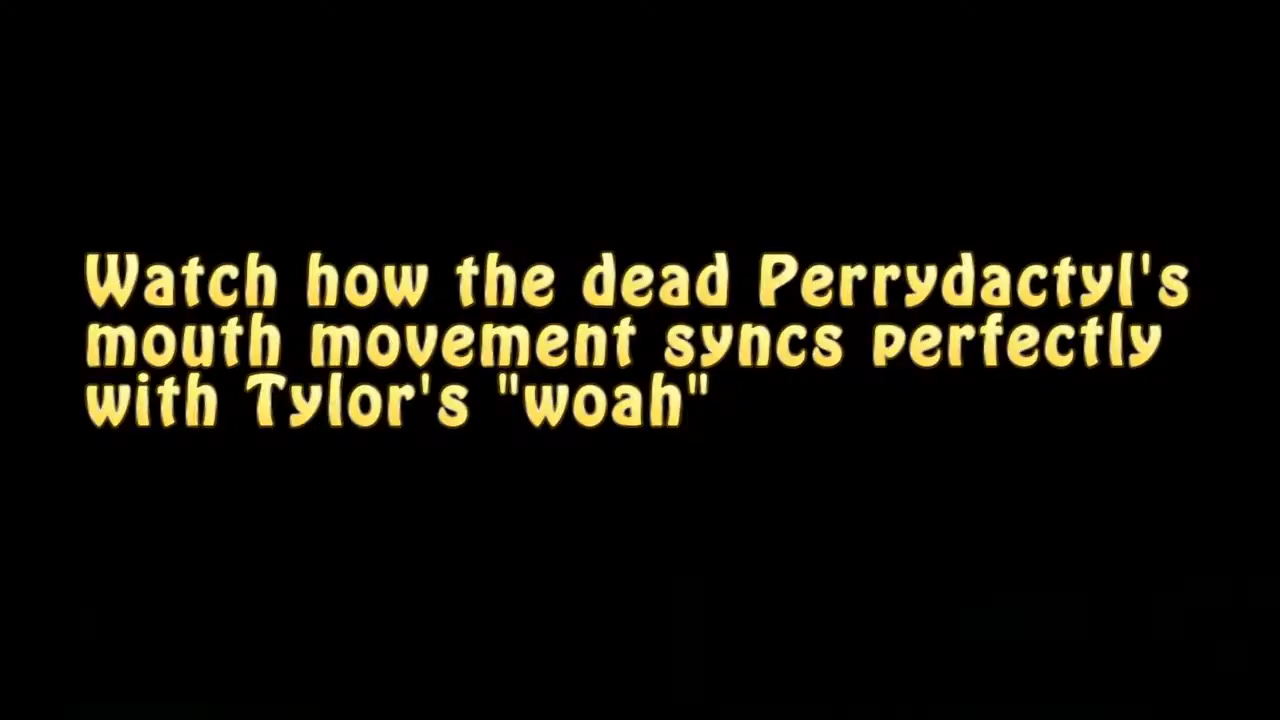 Watch how the dead Perrydactyl's
mouth movement syncs perfectly
with Tylor's "woah"